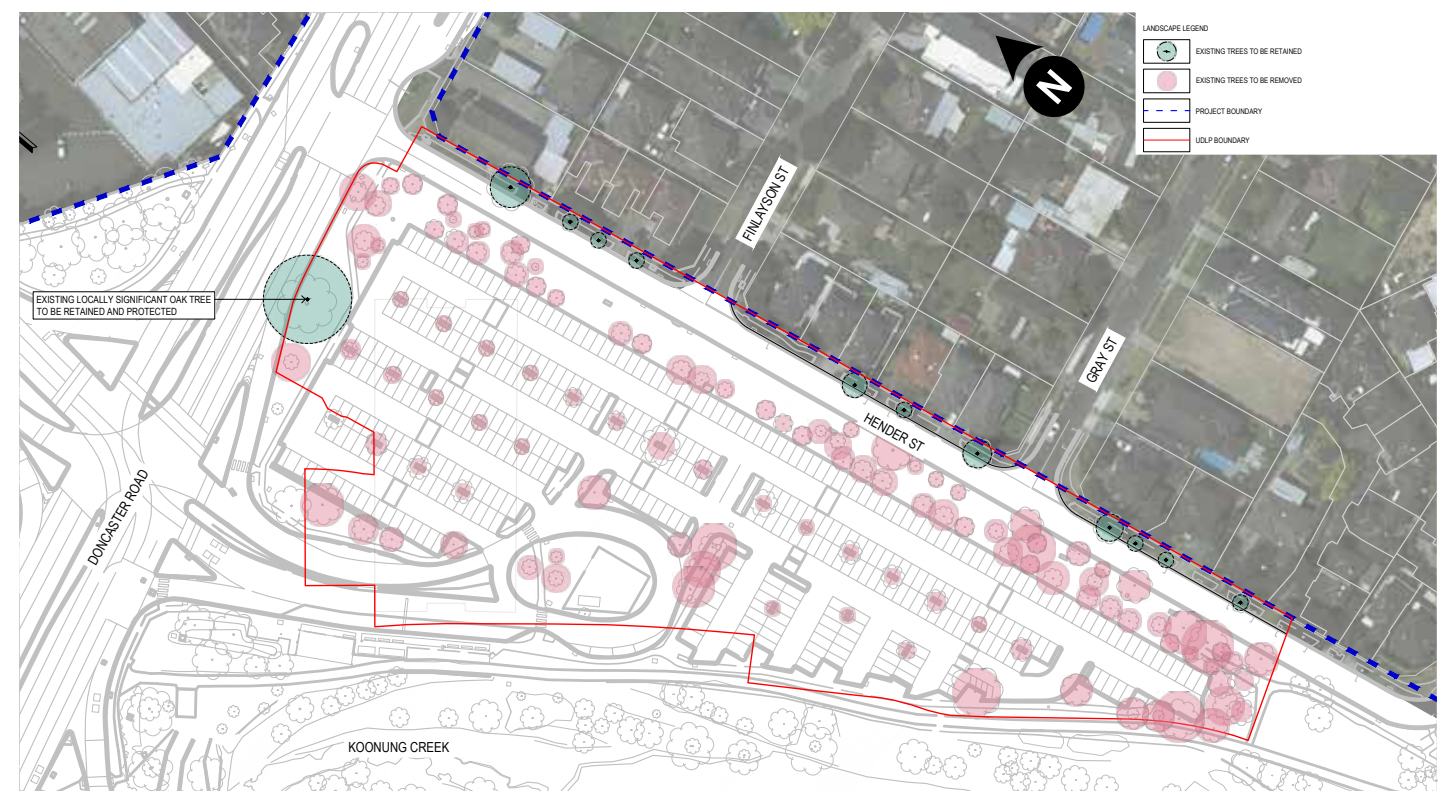 LANDSCAPE LEGEND
EXISTING TREES TO BE RETAINED
EXISTING TREES TO BE REMOVED
PROJECT BOUNDARY
UDLP BOUNDARY
N
FINLAYSON ST
GRAY ST
HENDER ST
EXISTING LOCALLY SIGNIFICANT OAK TREE
TO BE RETAINED AND PROTECTED
DONCASTER ROAD
KOONUNG CREEK